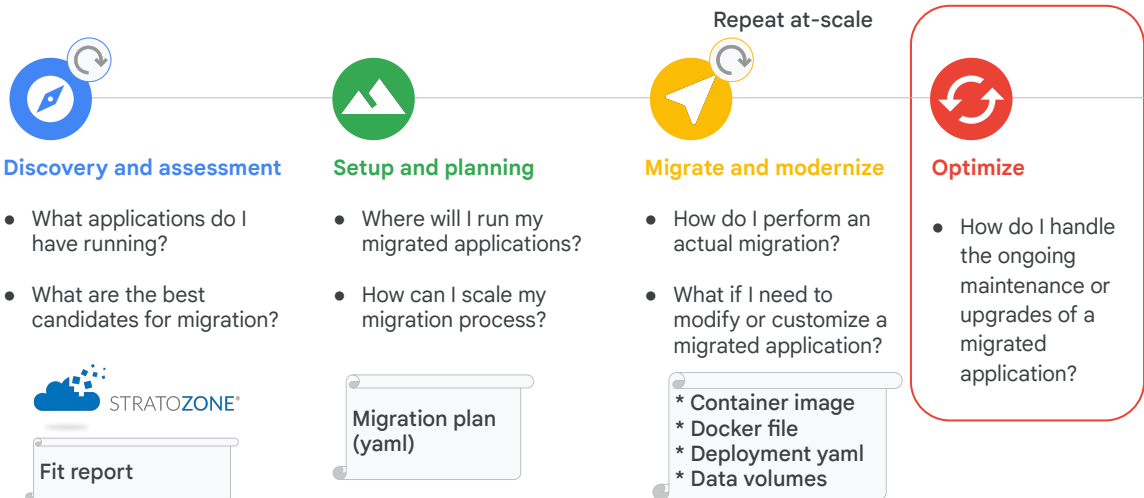 Repeat at-scale
Discovery and assessment
● What applications do I
have running?
● What are the best
candidates for migration?
STRATOZONE®
Fit report
Setup and planning
● Where will I run my
migrated applications?
● How can I scale my
migration process?
Migration plan
(yaml)
Migrate and modernize
● How do I perform an
actual migration?
● What if I need to
modify or customize a
migrated application?
* Container image
* Docker file
* Deployment yaml
* Data volumes
Optimize
● How do I handle
the ongoing
maintenance or
upgrades of a
migrated
application?